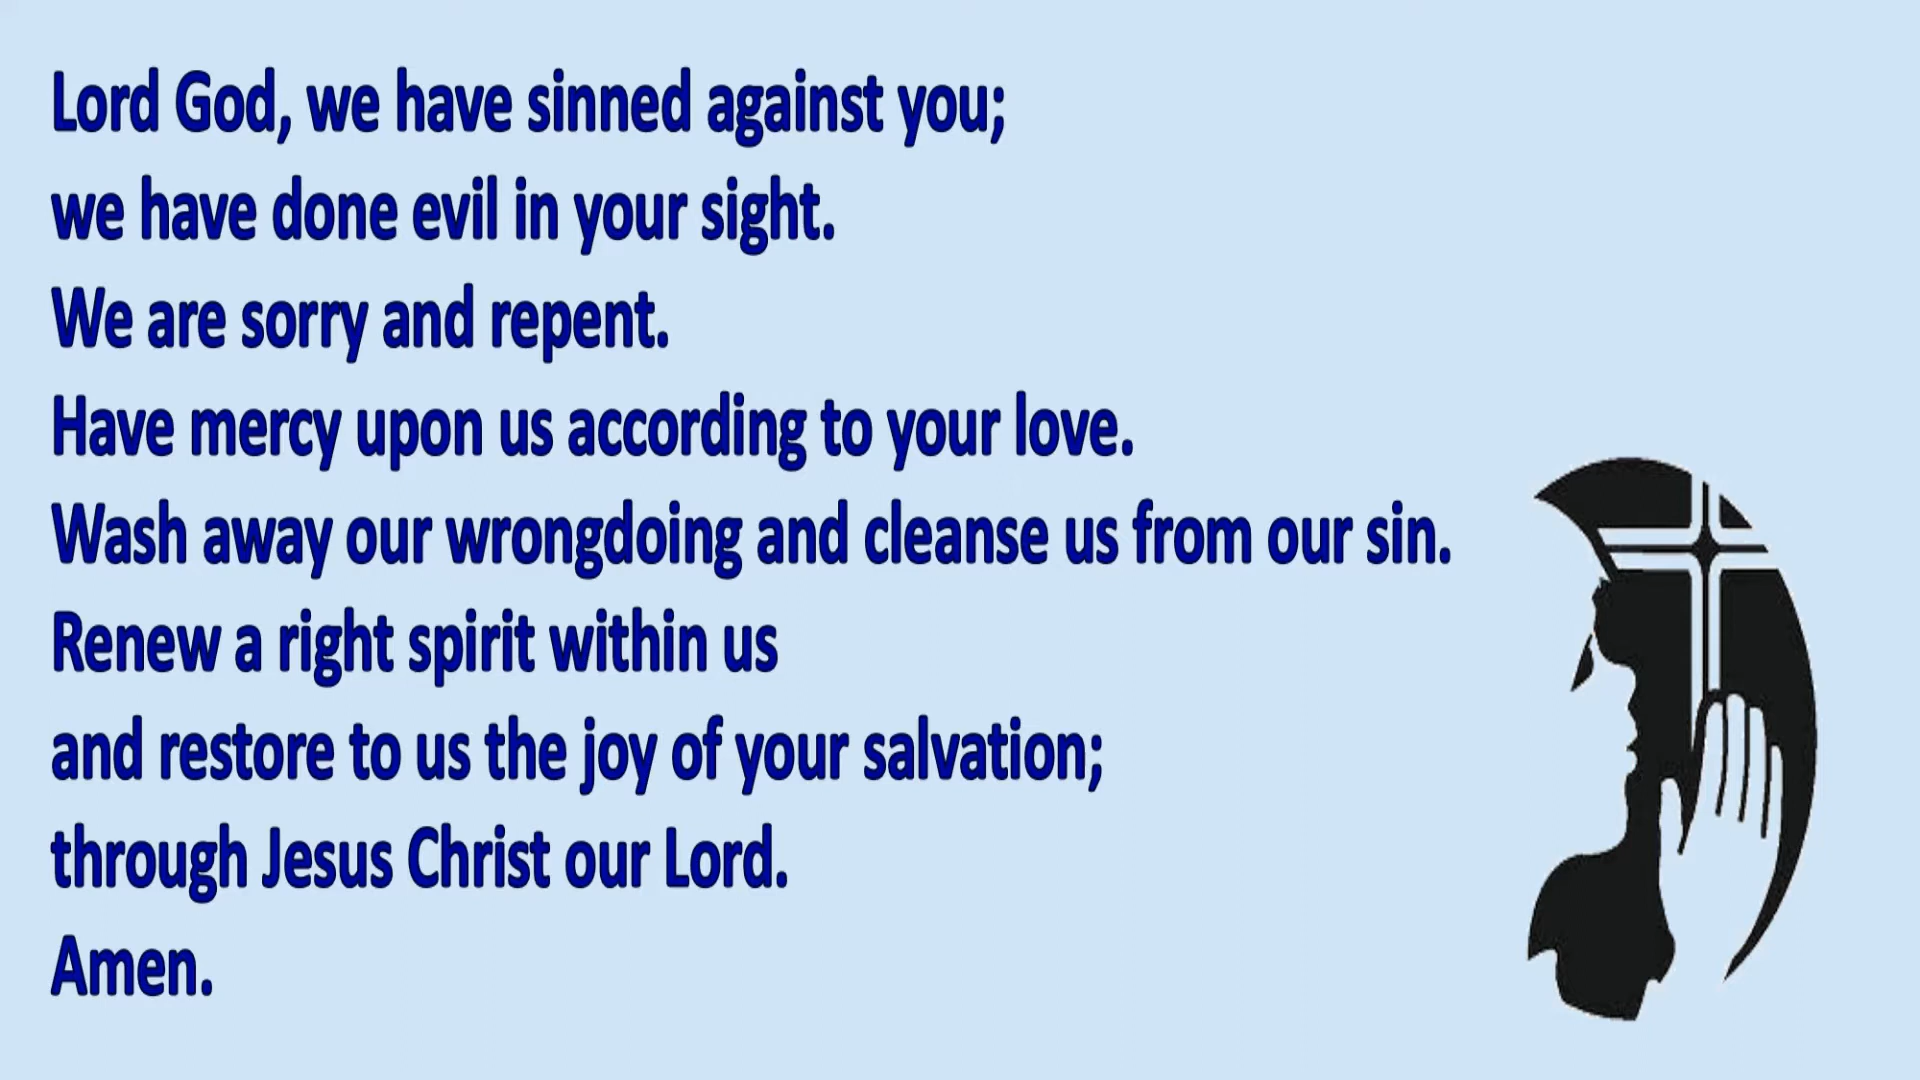 Lord God, we have sinned against you;
we have done evil in your sight.
We are sorry and repent.
Have mercy upon us according to your love.
Wash away our wrongdoing and cleanse us from our sin.
Renew a right spirit within us
and restore to us the joy of your salvation;
through Jesus Christ our Lord.
Amen.